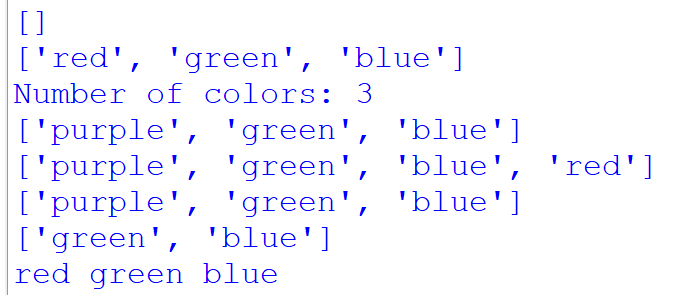 []
['red', 'green', 'blue']
Number of colors: 3
['purple', 'green', 'blue']
['purple', 'green', 'blue', 'red']
['purple', 'green', 'blue']
['green', 'blue']
red green blue